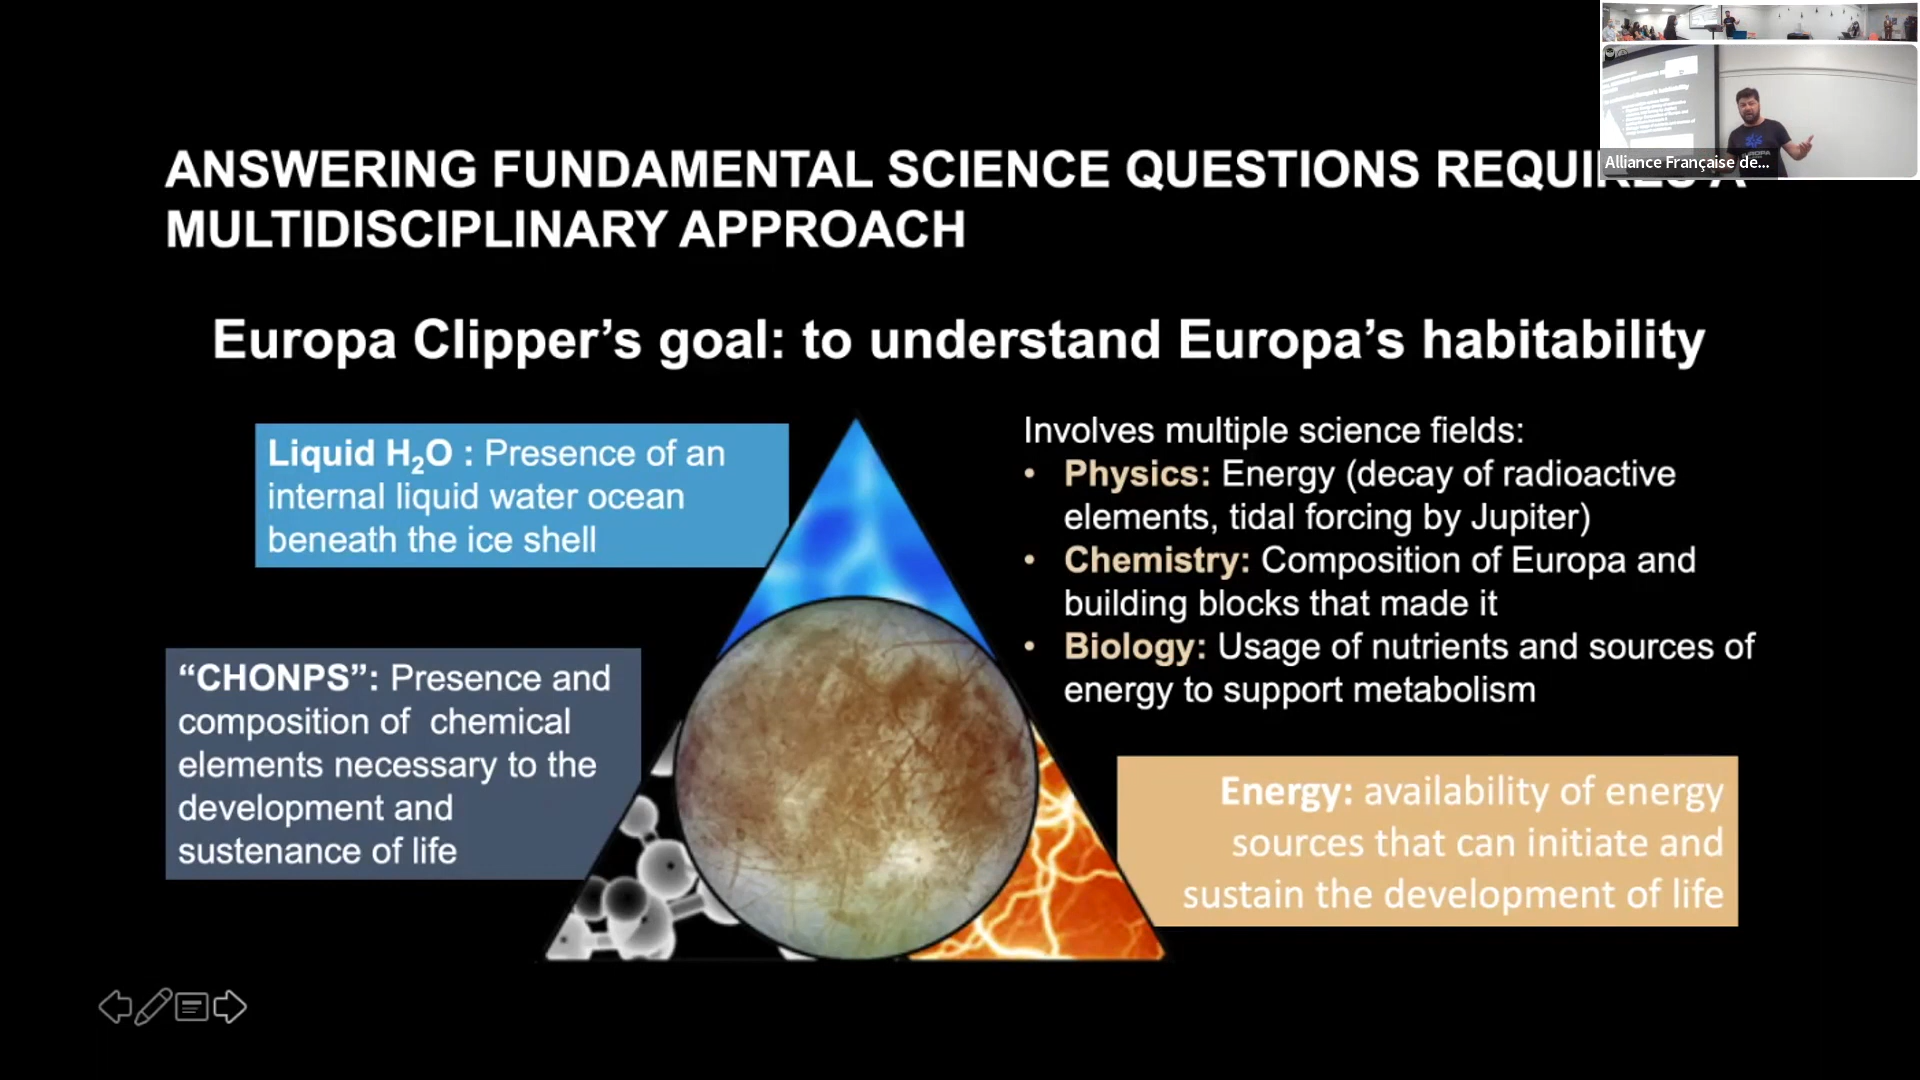 ANSWERING FUNDAMENTAL SCIENCE QUESTIONS REQUIRES A
MULTIDISCIPLINARY APPROACH
Europa Clipper’s goal: to understand Europa’s habitability
Liquid H₂O : Presence of an
internal liquid water ocean
beneath the ice shell
“CHONPS”: Presence and
composition of chemical
elements necessary to the
development and
sustenance of life
Involves multiple science fields:
• Physics: Energy (decay of radioactive
elements, tidal forcing by Jupiter)
• Chemistry: Composition of Europa and
building blocks that made it
• Biology: Usage of nutrients and sources of
energy to support metabolism
Energy: availability of energy
sources that can initiate and
sustain the development of life
Alliance Française de...